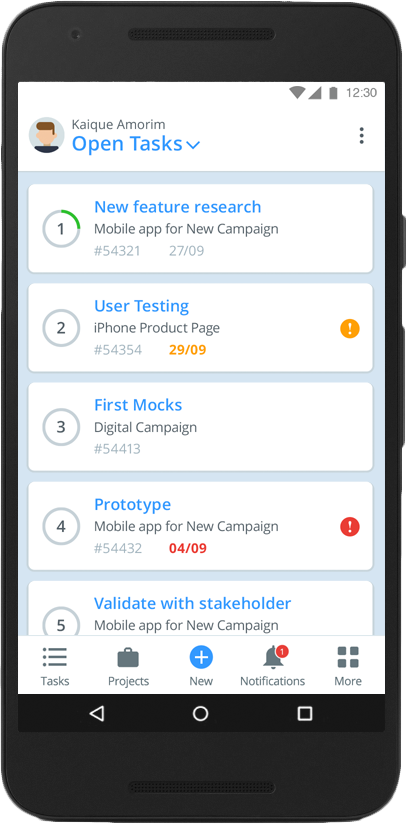 12:30
Kaique Amorim
Open Tasks
1
New feature research
Mobile app for New Campaign
#54321 27/09
2
User Testing
iPhone Product Page
#54354 29/09
!
3
First Mocks
Digital Campaign
#54413
4
Prototype
Mobile app for New Campaign
#54432 04/09
!
5
Validate with stakeholder
Mobile app for New Campaign
1
Tasks Projects New Notifications More